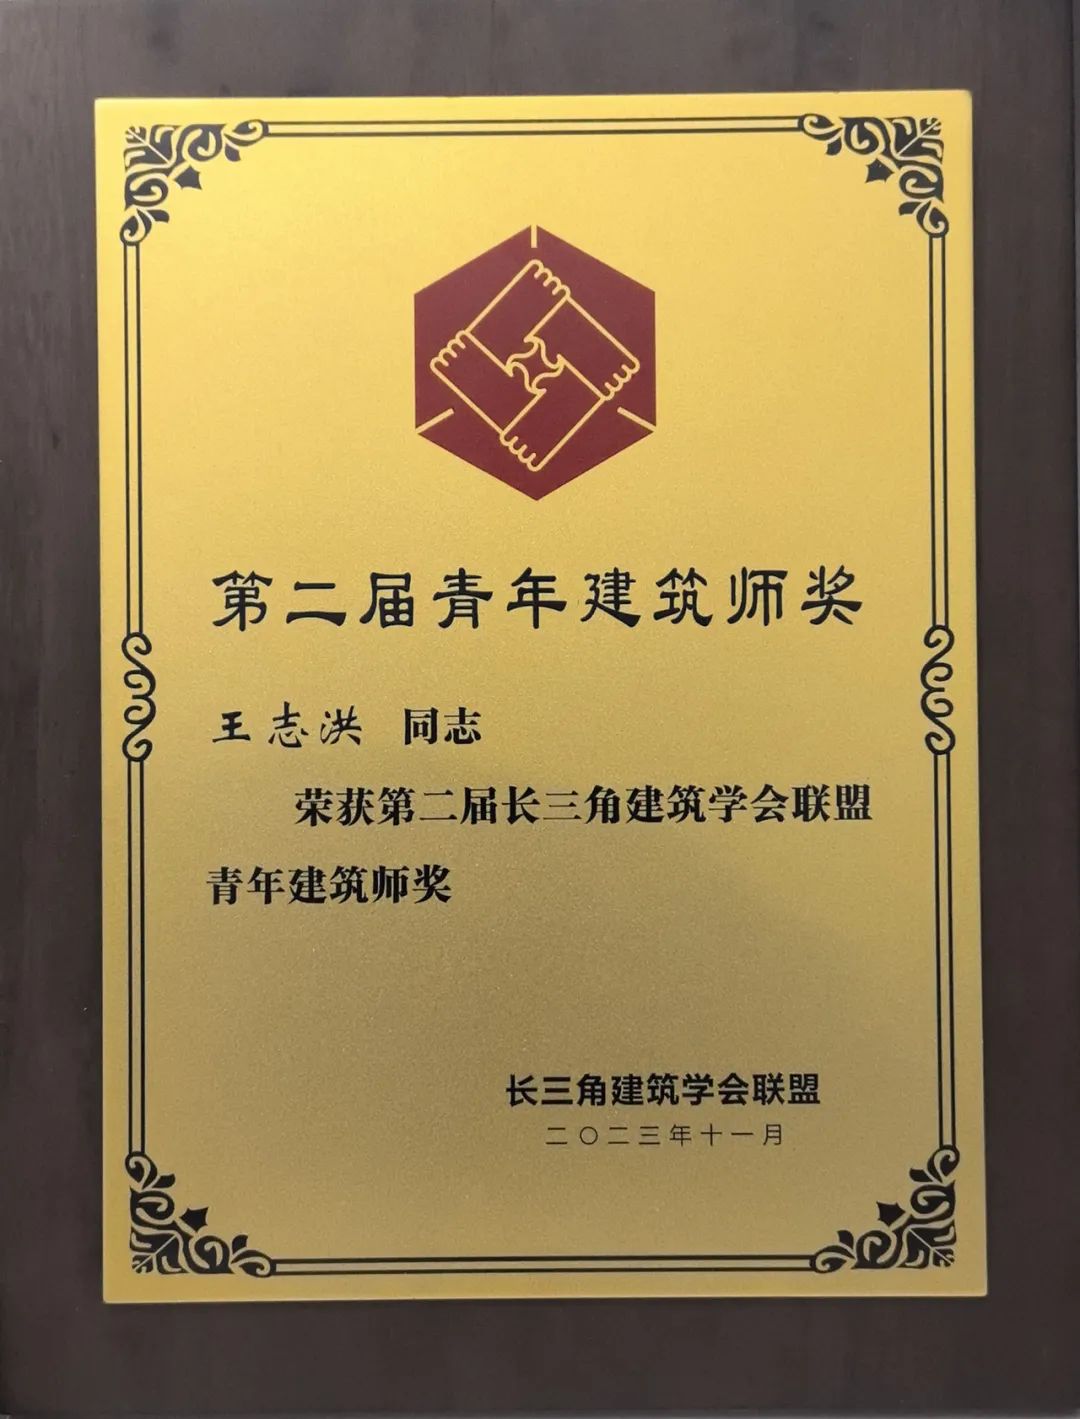 第二届青年建筑师奖
王志洪 同志
荣获第二届长三角建筑学会联盟
青年建筑师奖
长三角建筑学会联盟
二〇二三年十一月